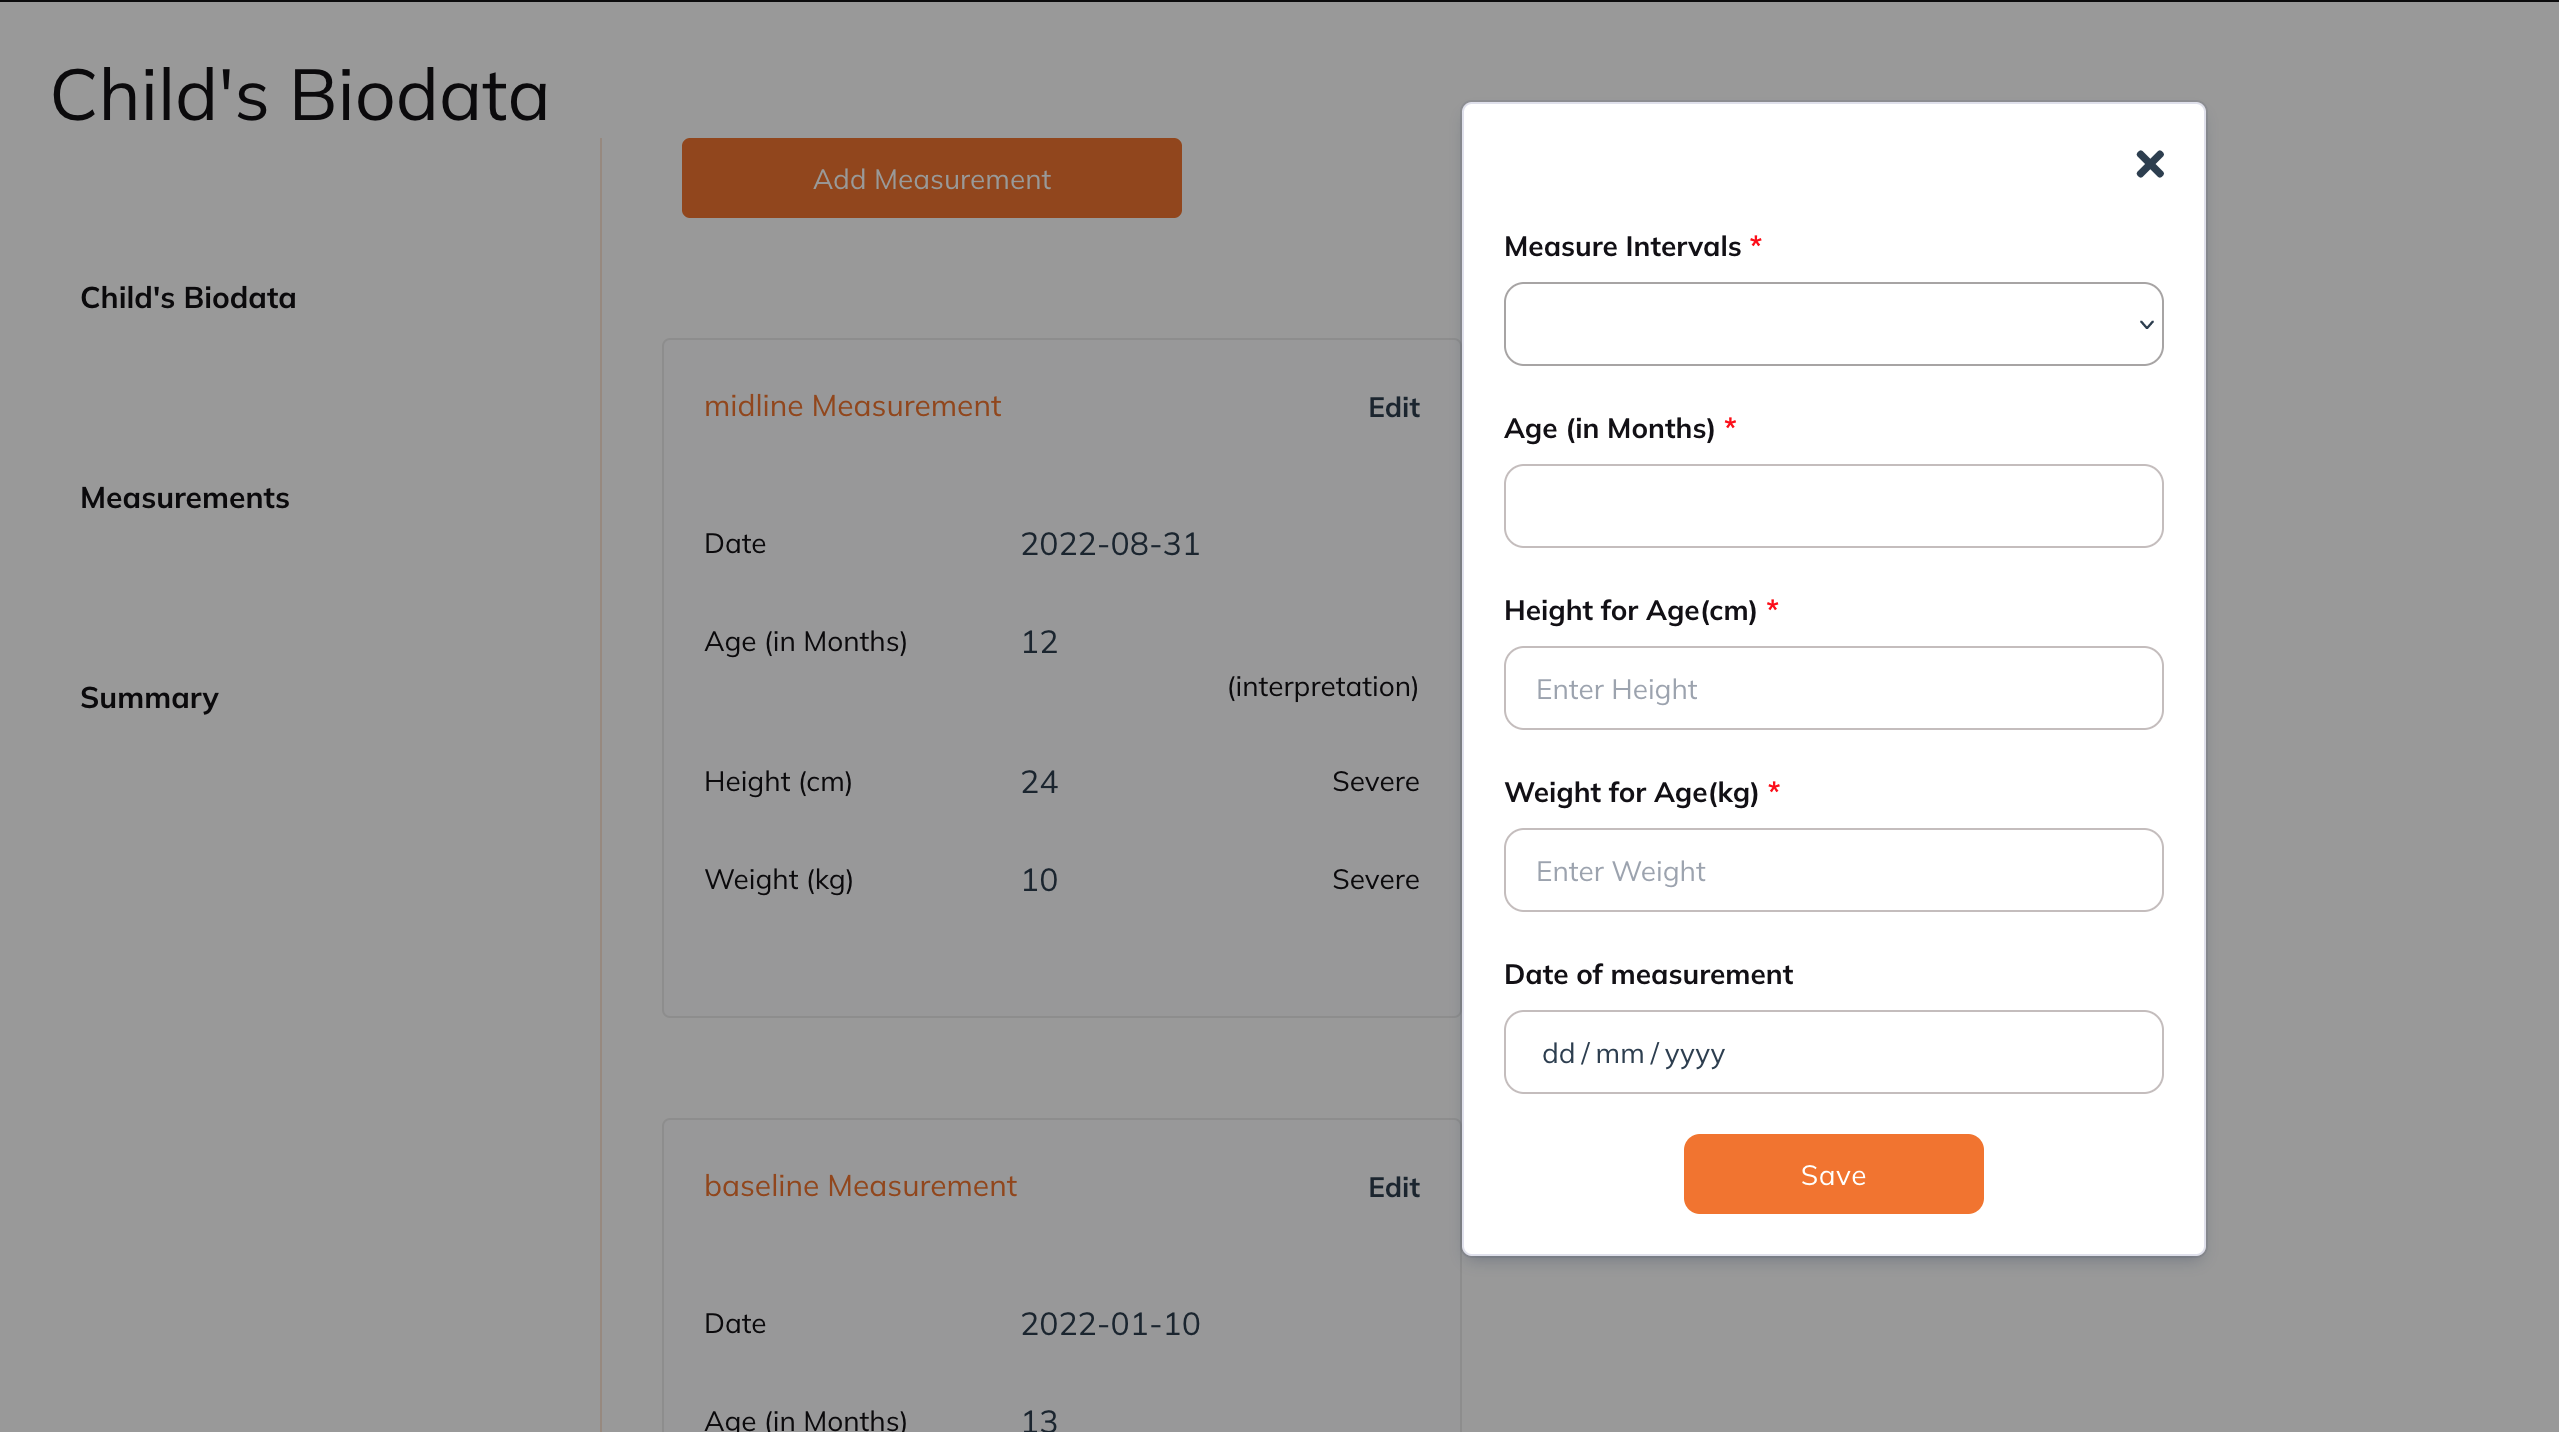 Child's Biodata
Add Measurement
Child's Biodata
Measurements
Summary
midline Measurement Edit
Date 2022-08-31
Age (in Months) 12
(interpretation)
Height (cm) 24 Severe
Weight (kg) 10 Severe
baseline Measurement Edit
Date 2022-01-10
Age (in Months) 13
Measure Intervals *
Age (in Months) *
Height for Age(cm) *
Enter Height
Weight for Age(kg) *
Enter Weight
Date of measurement
dd/mm/yyyy
Save